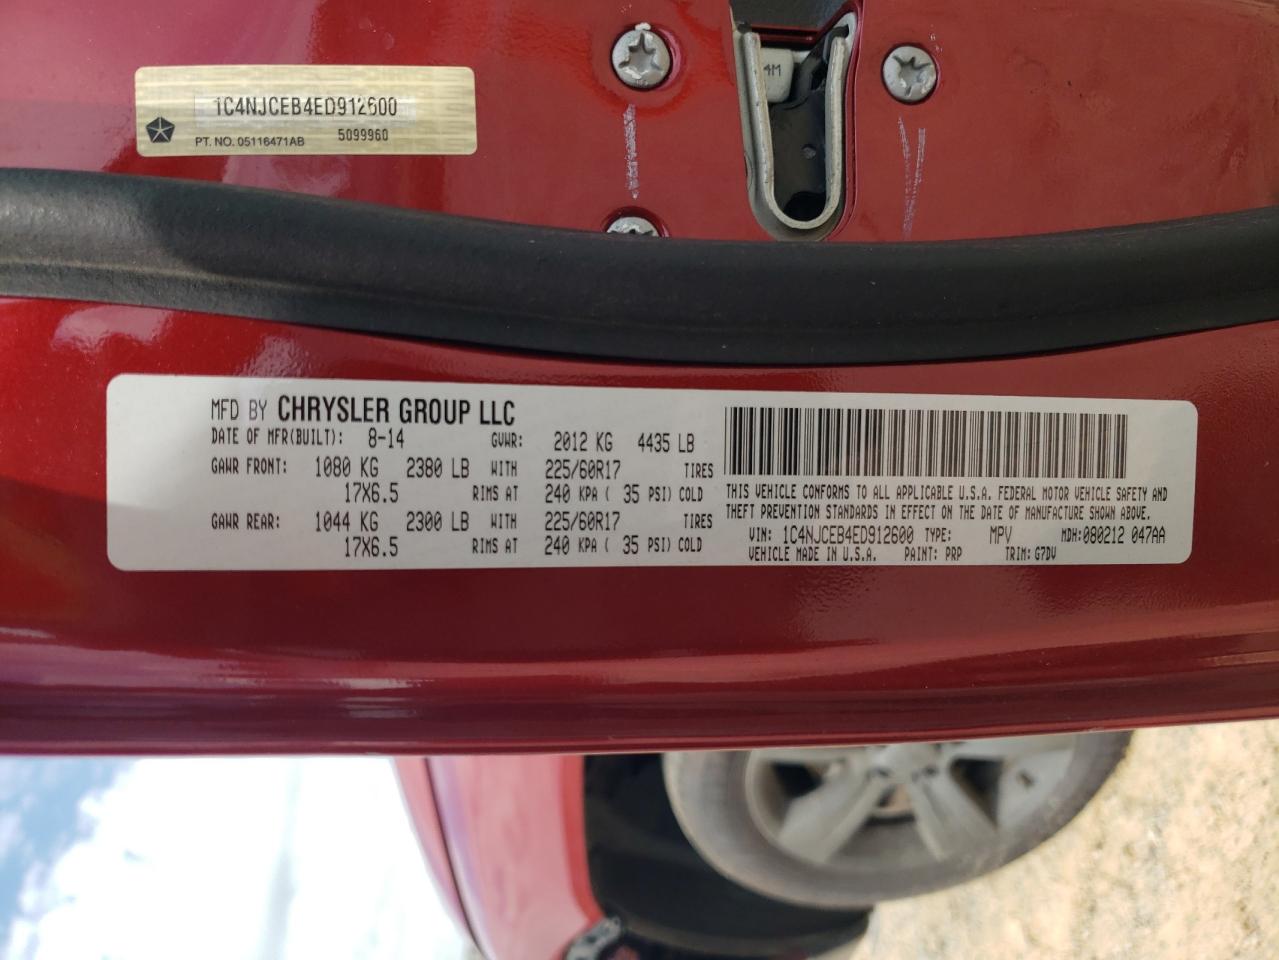 4M
1C4NJCEB4ED912600
PT. NO. 05116471AB 5099960
MFD BY CHRYSLER GROUP LLC
DATE OF MFR(BUILT): 8-14 GVWR: 2012 KG 4435 LB
GAWR FRONT: 1080 KG 2380 LB WITH 225/60R17 TIRES
17X6.5 RIMS AT 240 KPA ( 35 PSI) COLD
GAWR REAR: 1044 KG 2300 LB WITH 225/60R17 TIRES
17X6.5 RIMS AT 240 KPA ( 35 PSI) COLD
THIS VEHICLE CONFORMS TO ALL APPLICABLE U.S.A. FEDERAL MOTOR VEHICLE SAFETY AND
THEFT PREVENTION STANDARDS IN EFFECT ON THE DATE OF MANUFACTURE SHOWN ABOVE.
VIN: 1C4NJCEB4ED912600 TYPE: MPV MDH:080212 047AA
VEHICLE MADE IN U.S.A. PAINT: PRP TRIM: G7DV